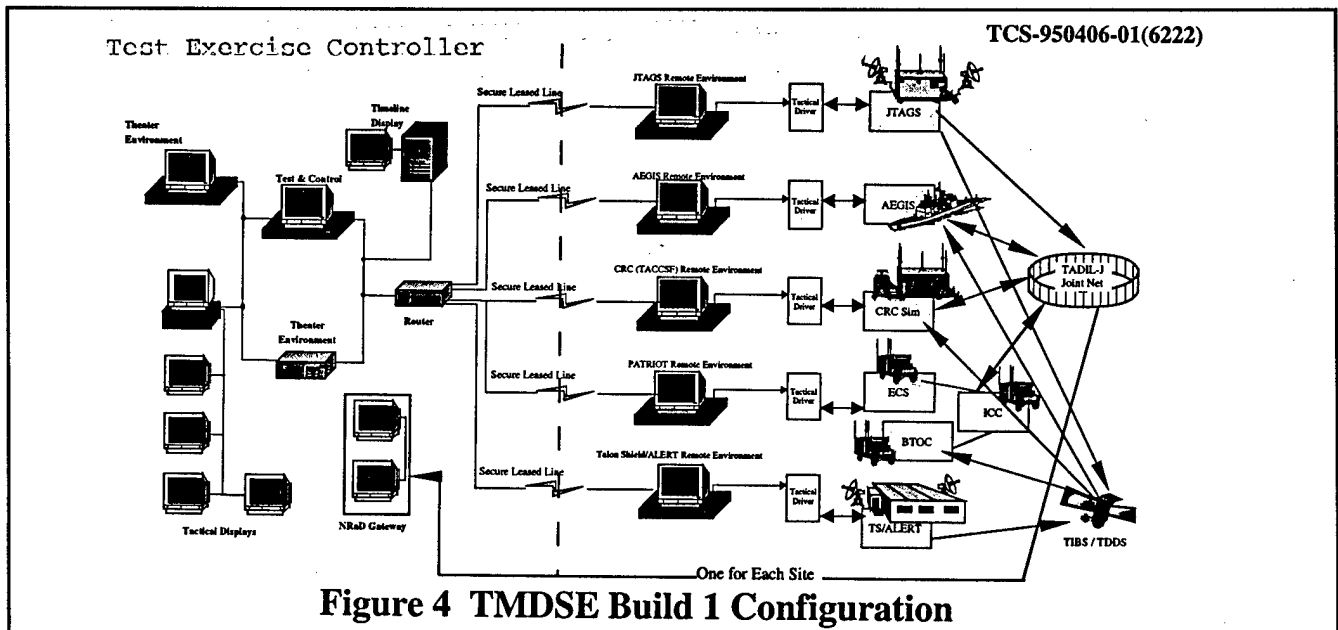 Test Exercise Controller
TCS-950406-01(6222)
Theater
Environment
Timeline
Display
Test & Control
Theater
Environment
Router
Tactical Displays
NRaD Gateway
Secure Leased Line
JTAGS Remote Environment
Tactical
Driver
JTAGS
Secure Leased Line
AEGIS Remote Environment
Tactical
Driver
AEGIS
Secure Leased Line
CRC (TACCSF) Remote Environment
Tactical
Driver
CRC Sim
TADIL-J
Joint Net
Secure Leased Line
PATRIOT Remote Environment
Tactical
Driver
ECS
ICC
BTOC
Secure Leased Line
Talon Shield/ALERT Remote Environment
Tactical
Driver
TS/ALERT
TIBS / TDDS
One for Each Site
Figure 4 TMDSE Build 1 Configuration